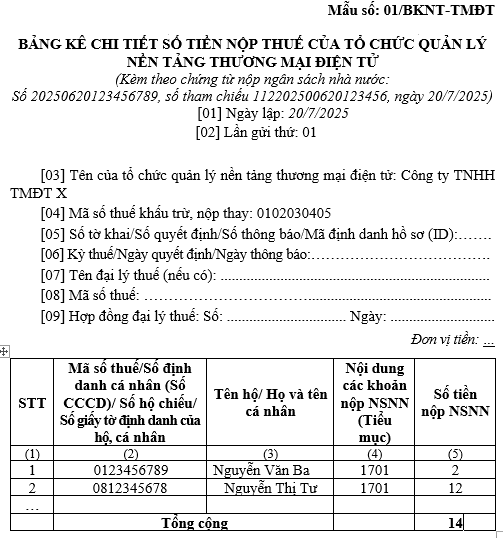 Mẫu số: 01/BKNT-TMĐT
BẢNG KÊ CHI TIẾT SỐ TIỀN NỘP THUẾ CỦA TỔ CHỨC QUẢN LÝ
NỀN TẢNG THƯƠNG MẠI ĐIỆN TỬ
(Kèm theo chứng từ nộp ngân sách nhà nước:
Số 20250620123456789, số tham chiếu 112202500620123456, ngày 20/7/2025)
[01] Ngày lập: 20/7/2025
[02] Lần gửi thứ: 01
[03] Tên của tổ chức quản lý nền tảng thương mại điện tử: Công ty TNHH
TMĐT X
[04] Mã số thuế khấu trừ, nộp thay: 0102030405
[05] Số tờ khai/Số quyết định/Số thông báo/Mã định danh hồ sơ (ID):…….
[06] Kỳ thuế/Ngày quyết định/Ngày thông báo:……………………………….
[07] Tên đại lý thuế (nếu có): ..........................................................
[08] Mã số thuế: ……………………………………………………………
[09] Hợp đồng đại lý thuế: Số: ................................. Ngày: .............................
Đơn vị tiền: ...
STT
Mã số thuế/Số định
danh cá nhân (Số
CCCD)/ Số hộ chiếu/
Số giấy tờ định danh của
hộ, cá nhân
Tên hộ/ Họ và tên
cá nhân
Nội dung
các khoản
nộp NSNN
(Tiểu
mục)
Số tiền
nộp NSNN
(1) (2) (3) (4) (5)
1 0123456789 Nguyễn Văn Ba 1701 2
2 0812345678 Nguyễn Thị Tư 1701 12
…
Tổng cộng 14